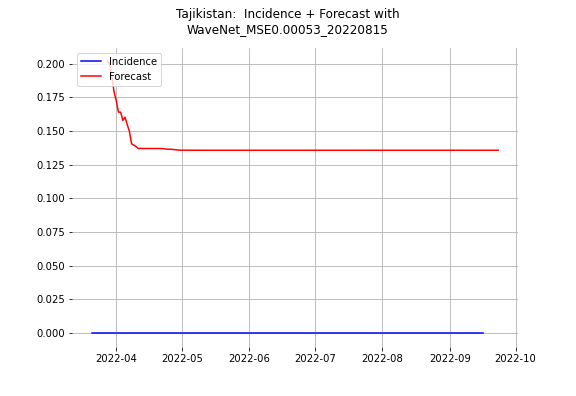 Tajikistan:  Incidence + Forecast with
WaveNet_MSE0.00053_20220815
Incidence
Forecast
0.200
0.175
0.150
0.125
0.100
0.075
0.050
0.025
0.000
2022-04 2022-05 2022-06 2022-07 2022-08 2022-09 2022-10